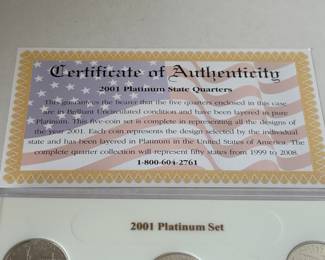 Certificate of Authenticity
2001 Platinum State Quarters
This guarantees the bearer that the five quarters enclosed in this case
are in Brilliant Uncirculated condition and have been layered in pure
Platinum. This five-coin set is complete in representing all the designs of
the year 2001. Each coin represents the design selected by the individual
state and has been layered in Platinum in the United States of America. The
complete quarter collection will represent fifty states from 1999 to 2008.
1-800-604-2761
2001 Platinum Set